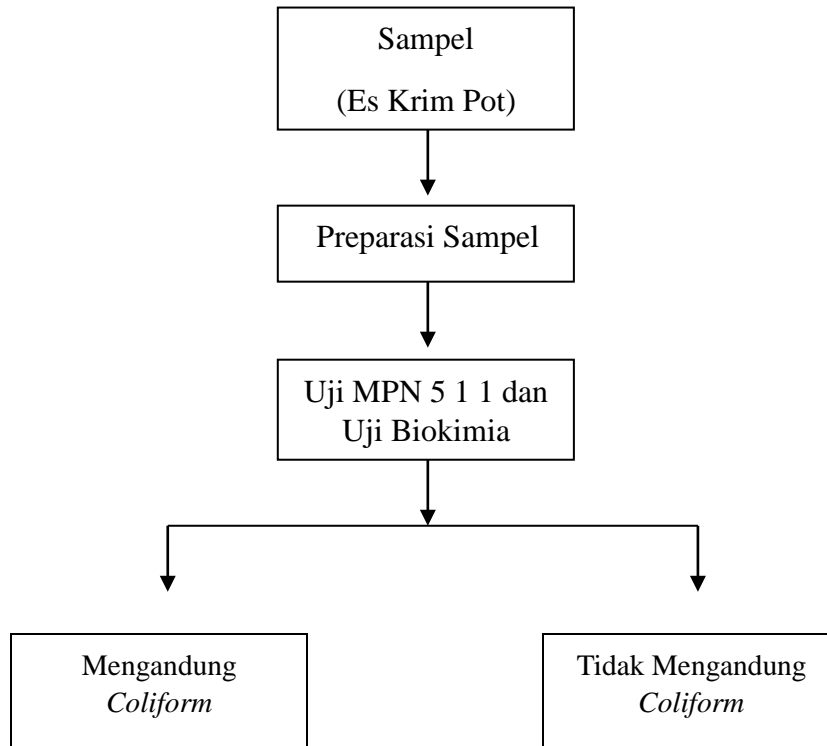 Sampel
(Es Krim Pot)
Preparasi Sampel
Uji MPN 5 1 1 dan
Uji Biokimia
Mengandung
Coliform
Tidak Mengandung
Coliform